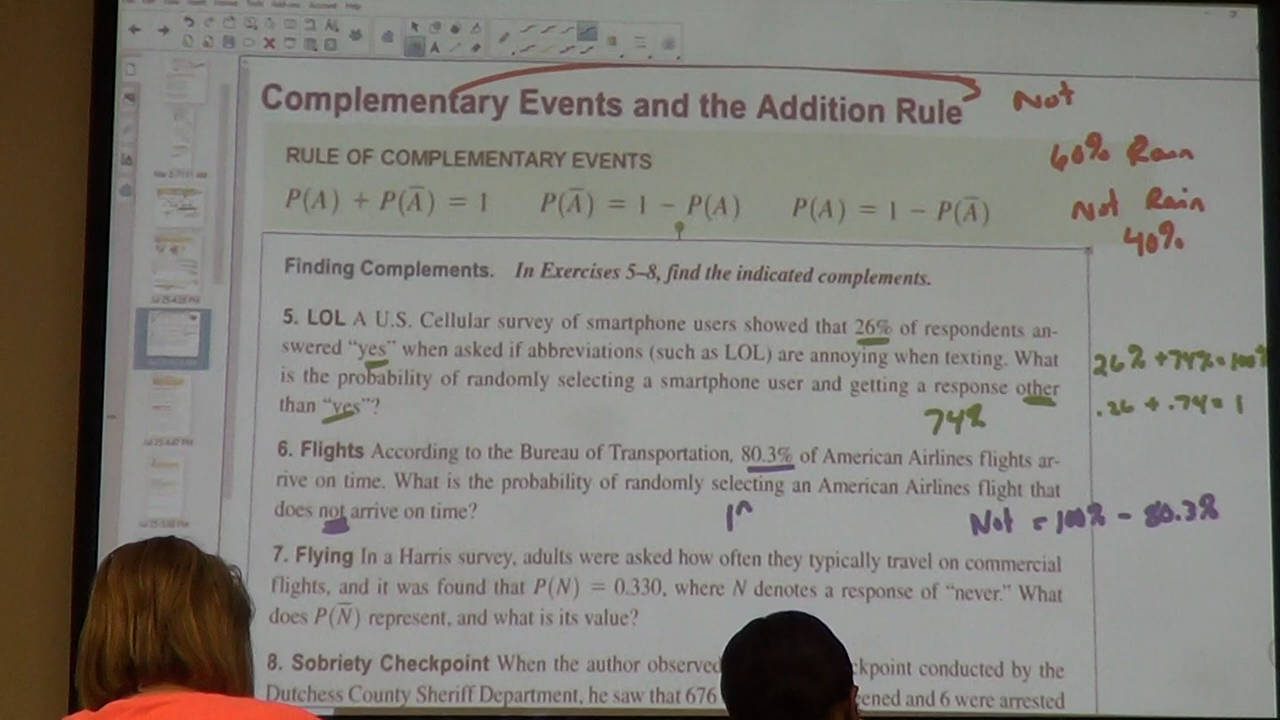 Complementary Events and the Addition Rule
Not
RULE OF COMPLEMENTARY EVENTS
60% Rain
P(A) + P(Ā) = 1 P(Ā) = 1 − P(A) P(A) = 1 − P(Ā)
Not Rain
40%
Finding Complements. In Exercises 5–8, find the indicated complements.
5. LOL A U.S. Cellular survey of smartphone users showed that 26% of respondents an-
swered “yes” when asked if abbreviations (such as LOL) are annoying when texting. What
26% + 74% = 100%
is the probability of randomly selecting a smartphone user and getting a response other
than “yes”?
.26 + .74 = 1
74%
6. Flights According to the Bureau of Transportation, 80.3% of American Airlines flights ar-
rive on time. What is the probability of randomly selecting an American Airlines flight that
does not arrive on time?
Not = 100% - 80.3%
7. Flying In a Harris survey, adults were asked how often they typically travel on commercial
flights, and it was found that P(N) = 0.330, where N denotes a response of “never.” What
does P(N̄) represent, and what is its value?
8. Sobriety Checkpoint When the author observed ckpoint conducted by the
Dutchess County Sheriff Department, he saw that 676 ened and 6 were arrested